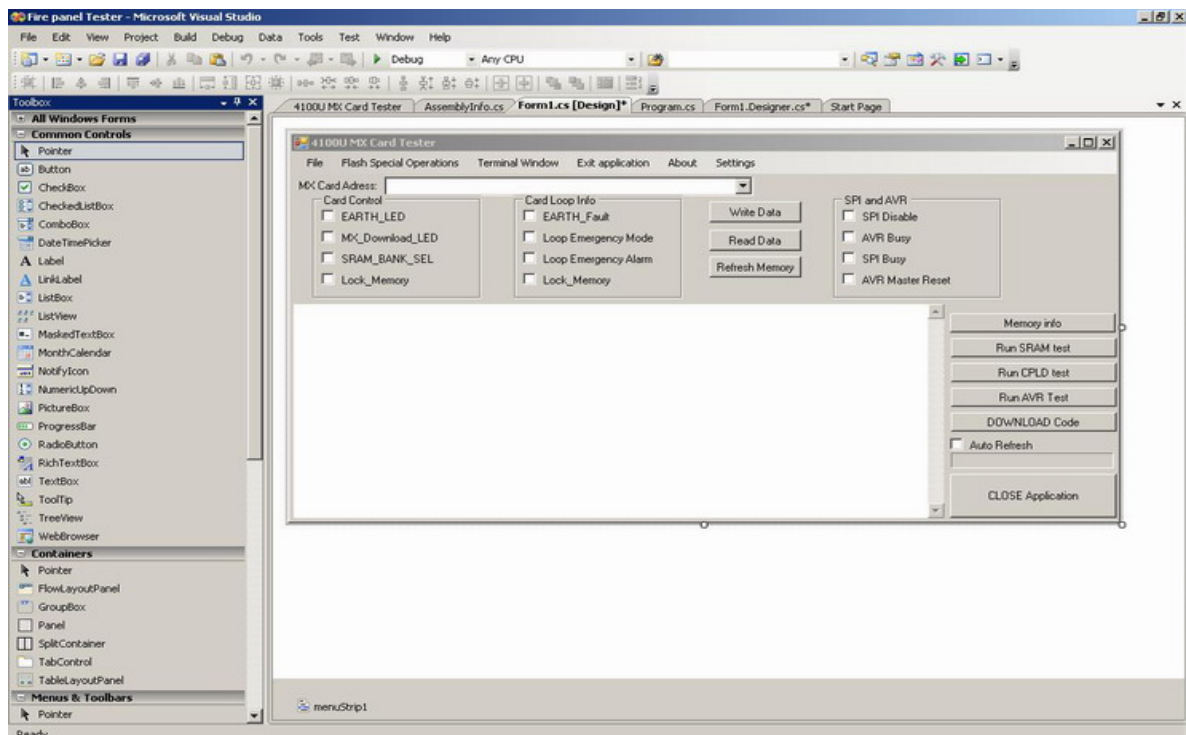 Fire panel Tester - Microsoft Visual Studio
File Edit View Project Build Debug Data Tools Test Window Help
Debug Any CPU
Toolbox
4100U MX Card Tester AssemblyInfo.cs Form1.cs [Design]* Program.cs Form1.Designer.cs* Start Page
All Windows Forms
Common Controls
Pointer
Button
CheckBox
CheckedListBox
ComboBox
DateTimePicker
Label
LinkLabel
ListBox
ListView
MaskedTextBox
MonthCalendar
NotifyIcon
NumericUpDown
PictureBox
ProgressBar
RadioButton
RichTextBox
TextBox
ToolTip
TreeView
WebBrowser
Containers
Pointer
FlowLayoutPanel
GroupBox
Panel
SplitContainer
TabControl
TableLayoutPanel
Menus & Toolbars
Pointer
4100U MX Card Tester
File Flash Special Operations Terminal Window Exit application About Settings
MX Card Adress:
Card Control
EARTH_LED
MX_Download_LED
SRAM_BANK_SEL
Lock_Memory
Card Loop Info
EARTH_Fault
Loop Emergency Mode
Loop Emergency Alarm
Lock_Memory
Write Data
Read Data
Refresh Memory
SPI and AVR
SPI Disable
AVR Busy
SPI Busy
AVR Master Reset
Memory info
Run SRAM test
Run CPLD test
Run AVR Test
DOWNLOAD Code
Auto Refresh
CLOSE Application
menuStrip1
Ready